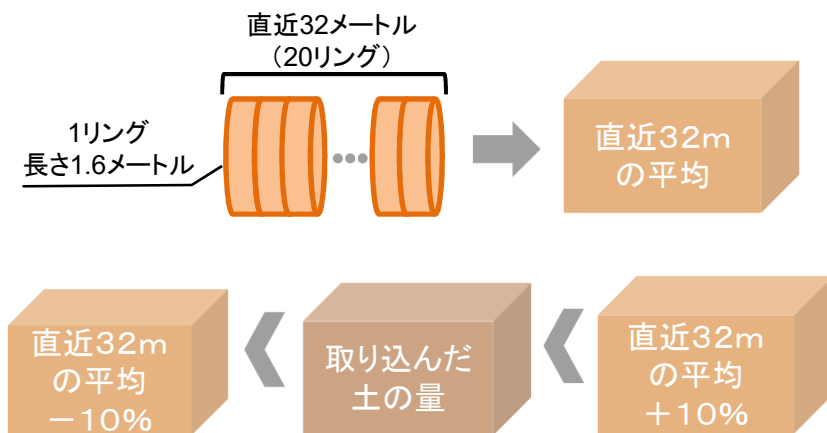 直近32メートル
（20リング）
1リング
長さ1.6メートル
直近32m
の平均
直近32m
の平均
－10%
取り込んだ
土の量
直近32m
の平均
＋10%